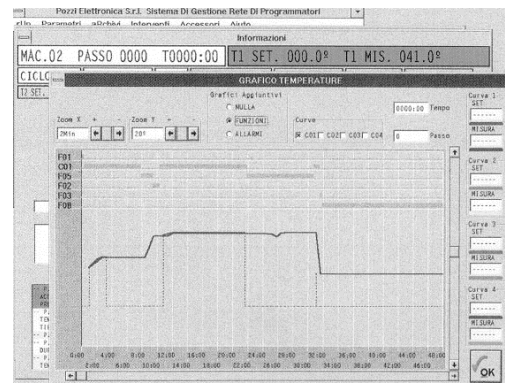 Pozzi Elettronica S.r.l. Sistema DI Gestione Rete DI Programmatori
Parametri aRchivi Interventi Accessori Aiuto
Informazioni
MAC.02 PASSO 0000 T0000:00 T1 SET. 000.0º T1 MIS. 041.0º
CICLO
T2 SET.
GRAFICO TEMPERATURE
Grafici Aggiuntivi
NULLA
FUNZIONI
ALLARMI
Zoom X + - Zoom Y + -
2Min 20º
Curve
C01 C02 C03 C04
0000:00 Tempo
0 Passo
Curva 1
SET
------
MISURA
------
Curva 2
SET
------
MISURA
------
Curva 3
SET
------
MISURA
------
Curva 4
SET
------
MISURA
------
F01
C01
F05
F02
F03
F08
0:00 4:00 8:00 12:00 16:00 20:00 24:00 28:00 32:00 36:00 40:00 44:00 48:00
2:00 6:00 10:00 14:00 18:00 22:00 26:00 30:00 34:00 38:00 42:00 46:00
OK